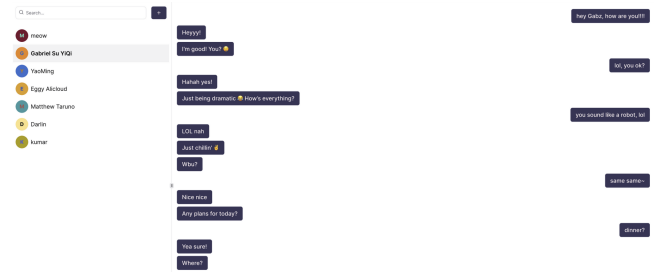 Search...
+
M
meow
Gabriel Su YiQi
YaoMing
E
Eggy Alicloud
Matthew Taruno
D
Darlin
kumar
hey Gabz, how are you!!!!
Heyyy!
I'm good! You? 😂
lol, you ok?
Hahah yes!
Just being dramatic 😂 How's everything?
you sound like a robot, lol
LOL nah
Just chillin' ✌️
Wbu?
same same~
Nice nice
Any plans for today?
dinner?
Yea sure!
Where?